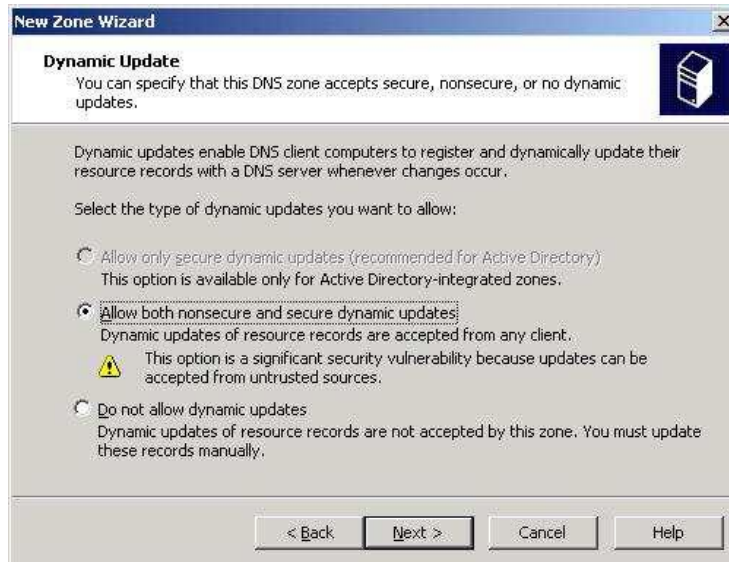 New Zone Wizard
Dynamic Update
You can specify that this DNS zone accepts secure, nonsecure, or no dynamic
updates.
Dynamic updates enable DNS client computers to register and dynamically update their
resource records with a DNS server whenever changes occur.
Select the type of dynamic updates you want to allow:
Allow only secure dynamic updates (recommended for Active Directory)
This option is available only for Active Directory-integrated zones.
Allow both nonsecure and secure dynamic updates
Dynamic updates of resource records are accepted from any client.
This option is a significant security vulnerability because updates can be
accepted from untrusted sources.
Do not allow dynamic updates
Dynamic updates of resource records are not accepted by this zone. You must update
these records manually.
< Back Next > Cancel Help